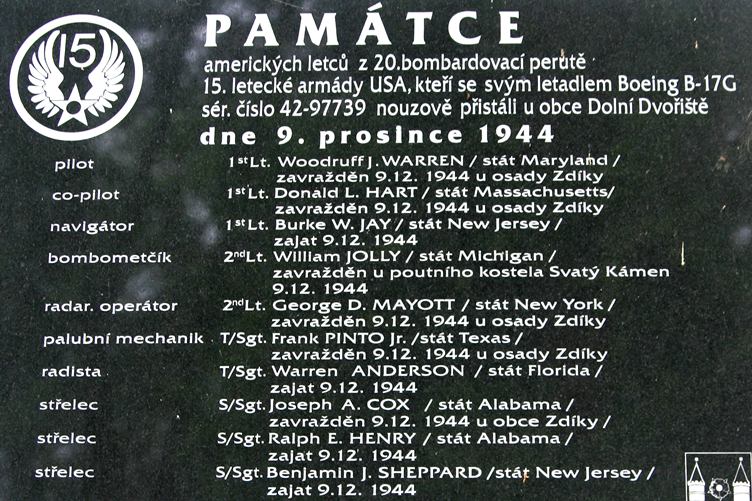 15
PAMÁTCE
amerických letců z 20.bombardovací perutě
15. letecké armády USA, kteří se svým letadlem Boeing B-17G
sér. číslo 42-97739 nouzově přistáli u obce Dolní Dvořiště
dne 9. prosince 1944
pilot 1st Lt. Woodruff J. WARREN / stát Maryland /
zavražděn 9.12. 1944 u osady Zdíky
co-pilot 1st Lt. Donald L. HART / stát Massachusetts/
zavražděn 9.12. 1944 u osady Zdíky
navigátor 1st Lt. Burke W. JAY / stát New Jersey /
zajat 9.12. 1944
bombometčík 2nd Lt. William JOLLY / stát Michigan /
zavražděn u poutního kostela Svatý Kámen
9.12. 1944
radar. operátor 2nd Lt. George D. MAYOTT / stát New York /
zavražděn 9.12. 1944 u osady Zdíky
palubní mechanik T/Sgt. Frank PINTO Jr. /stát Texas /
zavražděn 9.12. 1944 u osady Zdíky
radista T/Sgt. Warren ANDERSON / stát Florida /
zajat 9.12. 1944
střelec S/Sgt. Joseph A. COX / stát Alabama /
zavražděn 9.12. 1944 u obce Zdíky /
střelec S/Sgt. Ralph E. HENRY / stát Alabama /
zajat 9.12. 1944
střelec S/Sgt. Benjamin J. SHEPPARD /stát New Jersey /
zajat 9.12. 1944